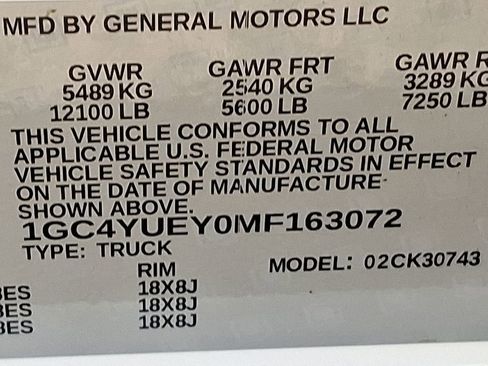 MFD BY GENERAL MOTORS LLC
GVWR GAWR FRT GAWR R
5489 KG 2540 KG 3289 KG
12100 LB 5600 LB 7250 LB
THIS VEHICLE CONFORMS TO ALL
APPLICABLE U.S. FEDERAL MOTOR
VEHICLE SAFETY STANDARDS IN EFFECT
ON THE DATE OF MANUFACTURE
SHOWN ABOVE.
1GC4YUEY0MF163072
TYPE: TRUCK
RIM MODEL: 02CK30743
BES 18X8J
BES 18X8J
BES 18X8J